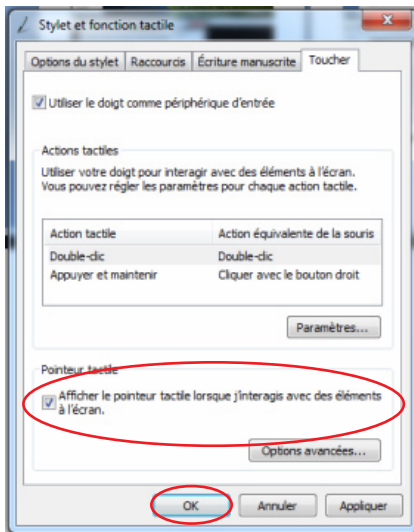 Stylet et fonction tactile
Options du stylet Raccourcis Écriture manuscrite Toucher
Utiliser le doigt comme périphérique d'entrée
Actions tactiles
Utiliser votre doigt pour interagir avec des éléments à l'écran.
Vous pouvez régler les paramètres pour chaque action tactile.
Action tactile Action équivalente de la souris
Double-clic Double-clic
Appuyer et maintenir Cliquer avec le bouton droit
Paramètres...
Pointeur tactile
Afficher le pointeur tactile lorsque j'interagis avec des éléments
à l'écran.
Options avancées...
OK Annuler Appliquer